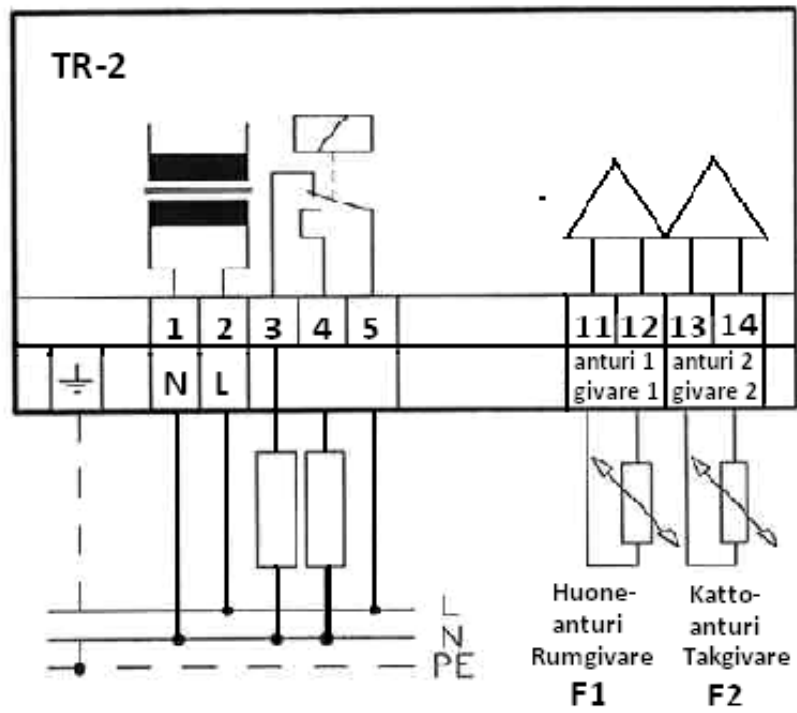 TR-2
1 2 3 4 5 11 12 13 14
N L
anturi 1
givare 1
anturi 2
givare 2
L
N
PE
Huone-
anturi
Rumgivare
F1
Katto-
anturi
Takgivare
F2